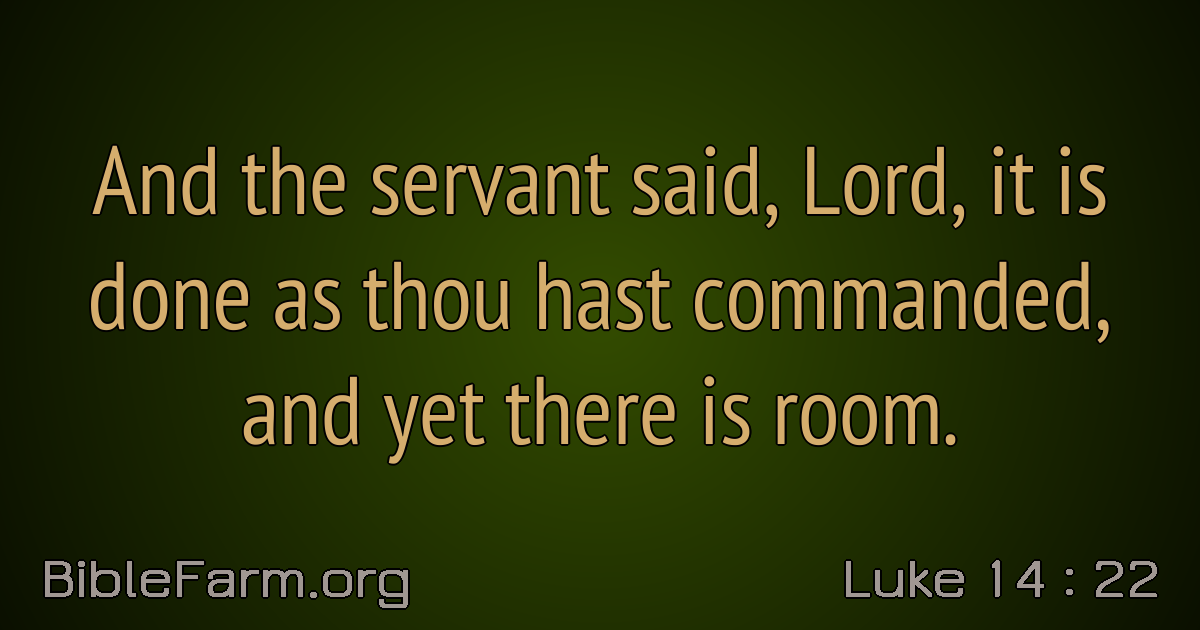 And the servant said, Lord, it is
done as thou hast commanded,
and yet there is room.
BibleFarm.org
Luke 14 : 22